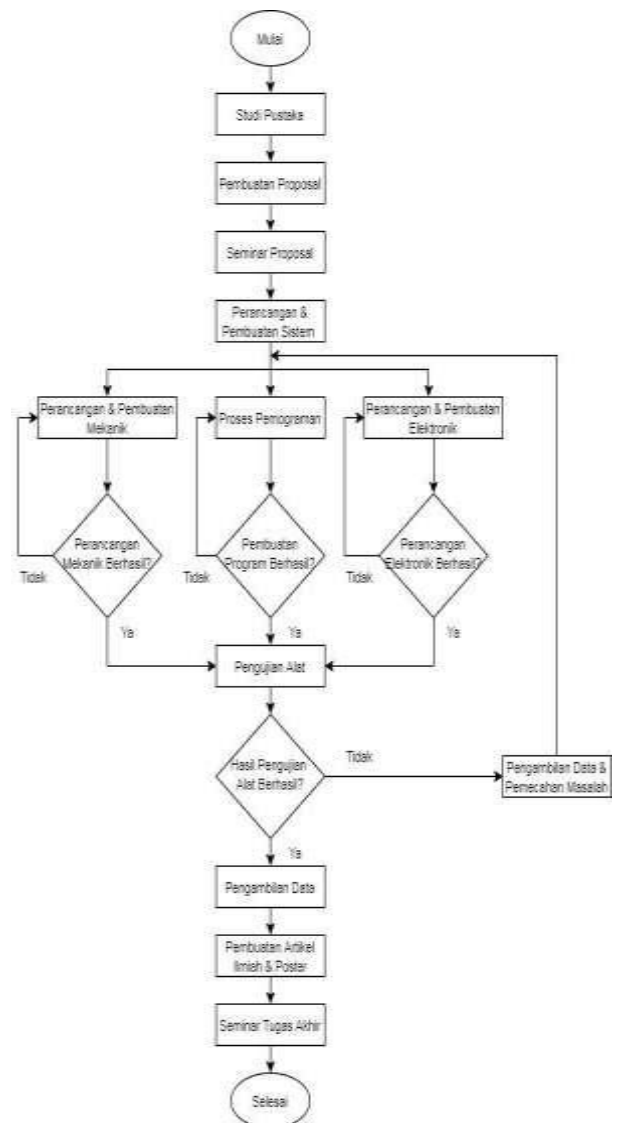 Mulai
Studi Pustaka
Pembuatan Proposal
Seminar Proposal
Perancangan &
Pembuatan Sistem
Perancangan & Pembuatan
Mekanik
Proses Pemograman
Perancangan & Pembuatan
Elektronik
Perancangan
Mekanik Berhasil?
Tidak
Ya
Pembuatan
Program Berhasil?
Tidak
Ya
Perancangan
Elektronik Berhasil?
Tidak
Ya
Pengujian Alat
Hasil Pengujian
Alat Berhasil?
Tidak
Pengambilan Data &
Pemecahan Masalah
Ya
Pengambilan Data
Pembuatan Artikel
Ilmiah & Poster
Seminar Tugas Akhir
Selesai